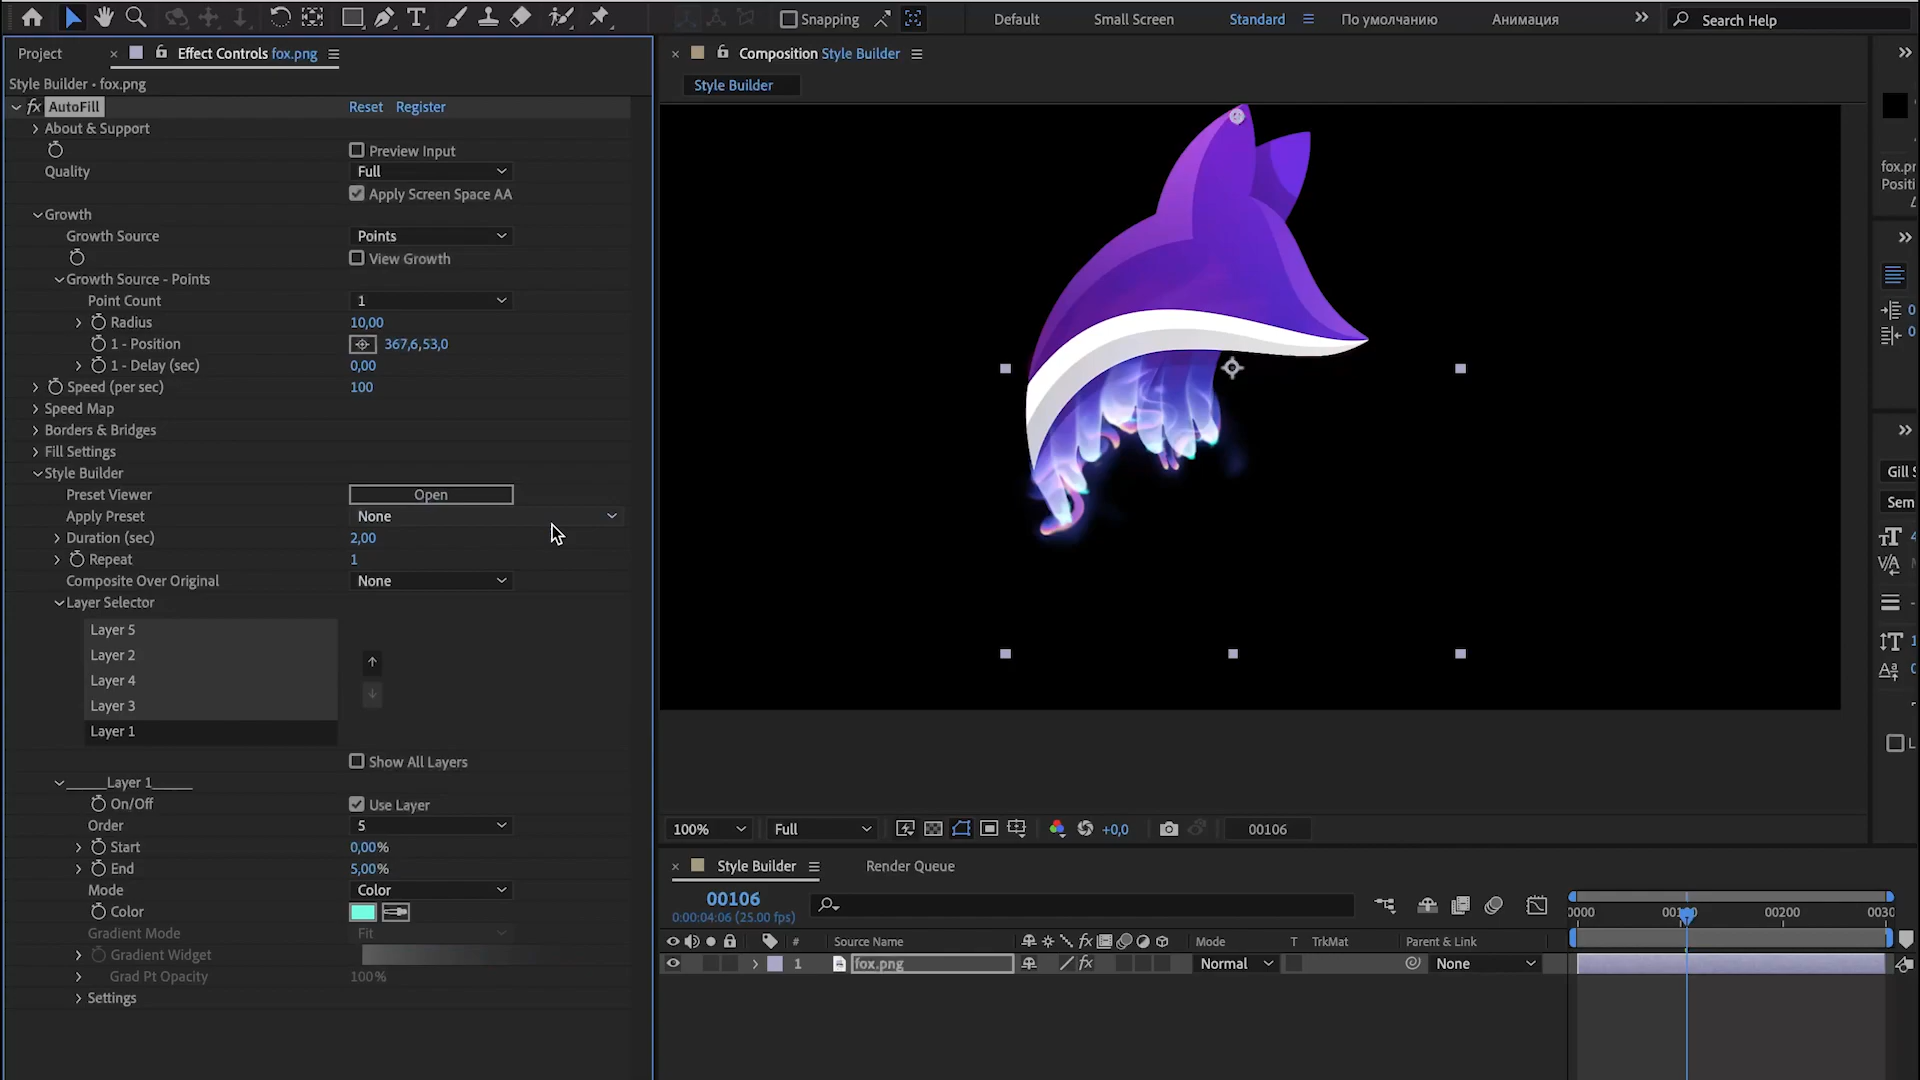 Snapping
Default
Small Screen
Standard
По умолчанию
Анимация
Search Help
Project
Effect Controls fox.png
Style Builder • fox.png
fx AutoFill Reset Register
About & Support
Preview Input
Quality Full
Apply Screen Space AA
Growth
Growth Source Points
View Growth
Growth Source - Points
Point Count 1
Radius 10,00
1 - Position 367,6,53,0
1 - Delay (sec) 0,00
Speed (per sec) 100
Speed Map
Borders & Bridges
Fill Settings
Style Builder
Preset Viewer Open
Apply Preset None
Duration (sec) 2,00
Repeat 1
Composite Over Original None
Layer Selector
Layer 5
Layer 2
Layer 4
Layer 3
Layer 1
Show All Layers
______Layer 1______
On/Off Use Layer
Order 5
Start 0,00%
End 5,00%
Mode Color
Color
Gradient Mode Fit
Gradient Widget
Grad Pt Opacity 100%
Settings
Composition Style Builder
Style Builder
100%
Full
+0,0
00106
Style Builder
Render Queue
00106
0:00:04:06 (25.00 fps)
00200
# Source Name fx Mode T TrkMat Parent & Link
1 fox.png fx Normal None
fox.pr
Positi
Gill S
Sem